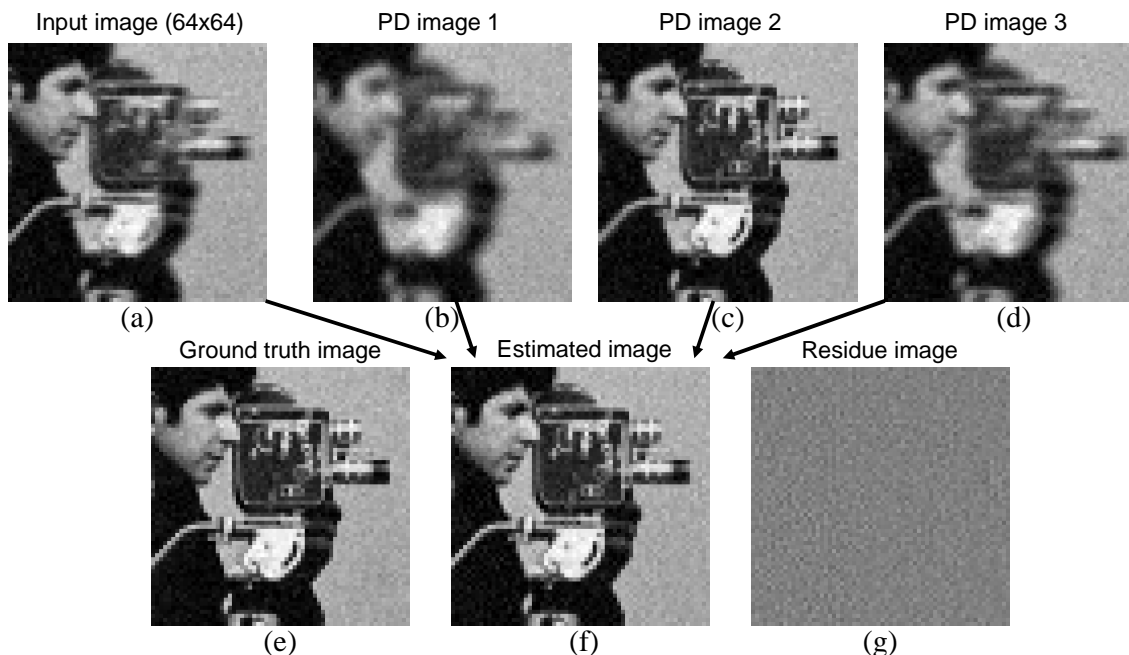 Input image (64x64)
PD image 1
PD image 2
PD image 3
(a)
(b)
(c)
(d)
Ground truth image
Estimated image
Residue image
(e)
(f)
(g)